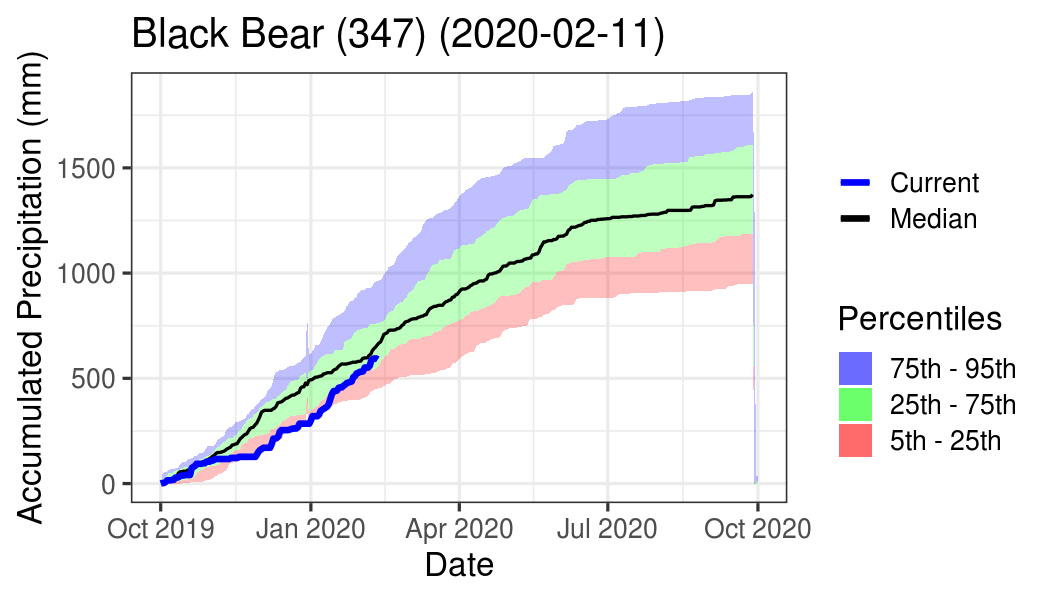 Black Bear (347) (2020-02-11)
Accumulated Precipitation (mm)
1500
1000
500
0
Oct 2019
Jan 2020
Apr 2020
Jul 2020
Oct 2020
Date
Current
Median
Percentiles
75th - 95th
25th - 75th
5th - 25th